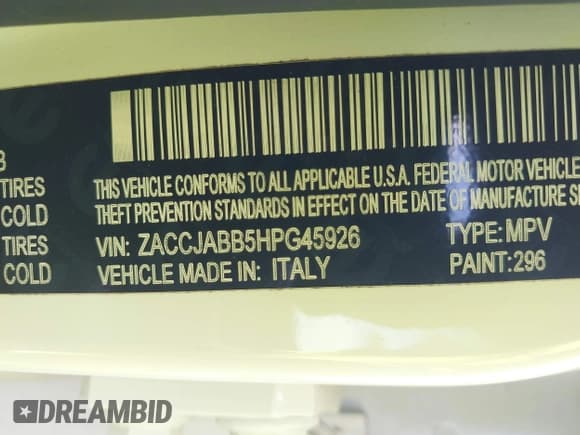 B
TIRES
COLD
TIRES
COLD
THIS VEHICLE CONFORMS TO ALL APPLICABLE U.S.A. FEDERAL MOTOR VEHICLE
THEFT PREVENTION STANDARDS IN EFFECT ON THE DATE OF MANUFACTURE
VIN: ZACCJABB5HPG45926 TYPE: MPV
VEHICLE MADE IN: ITALY PAINT: 296
DREAMBID